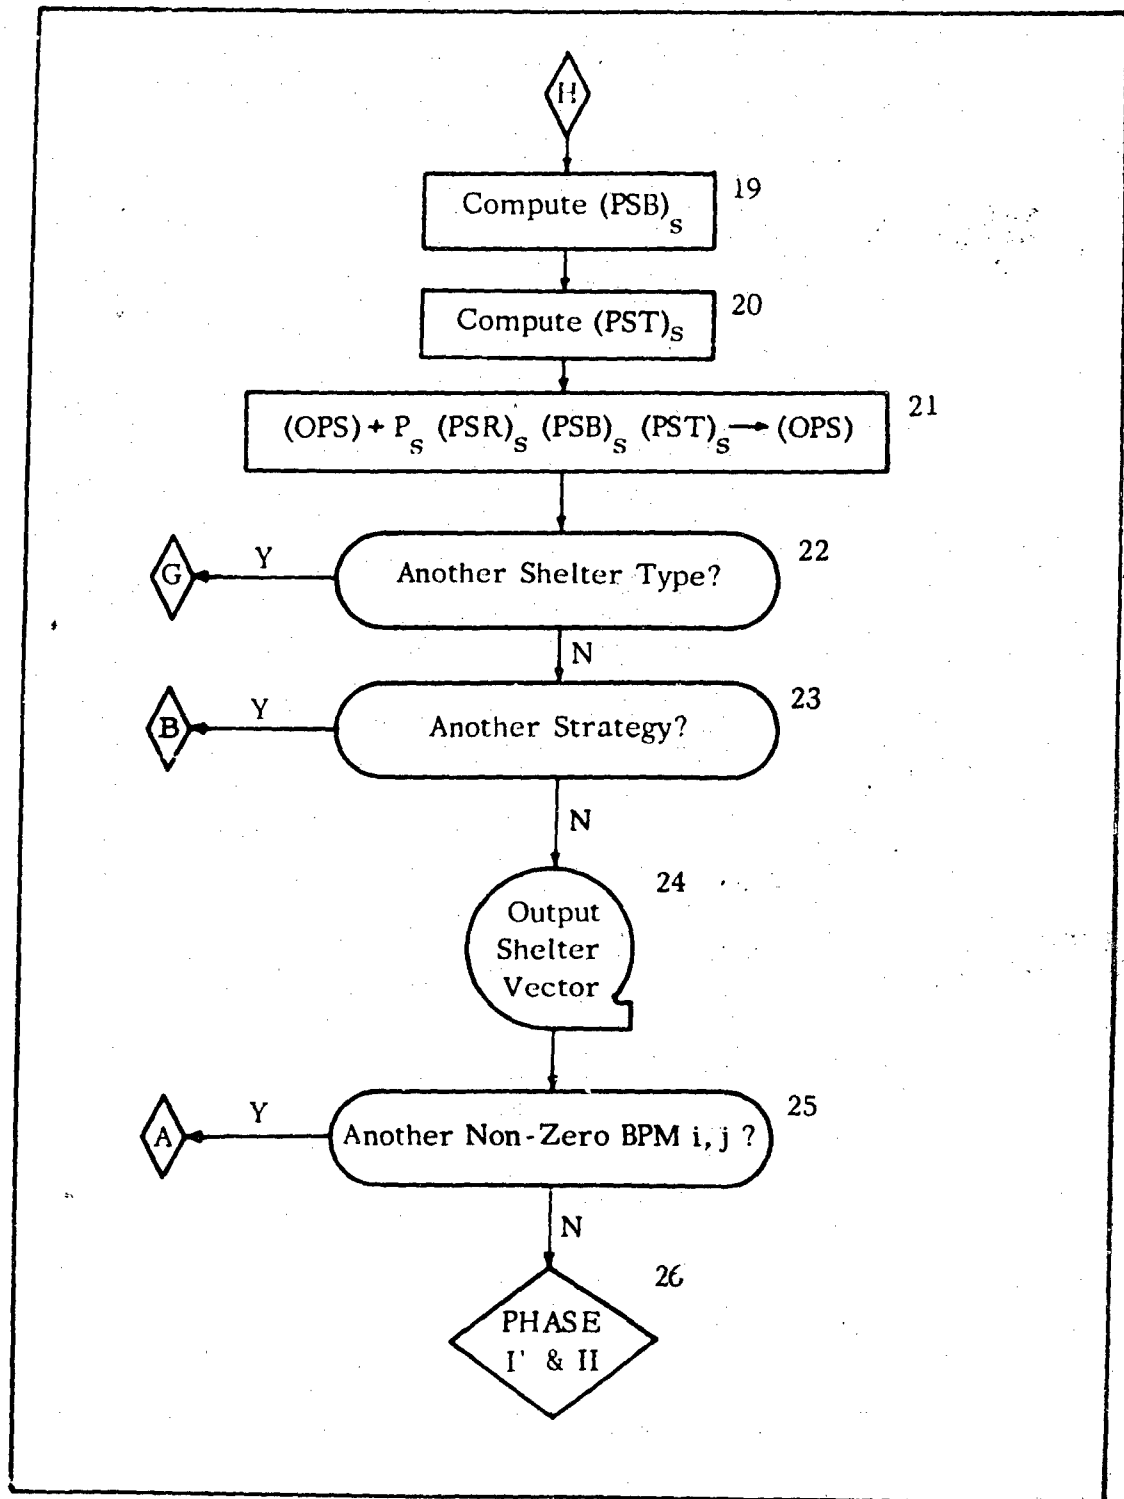 H
Compute (PSB)s
19
Compute (PST)s
20
(OPS) + Ps (PSR)s (PSB)s (PST)s → (OPS)
21
Another Shelter Type?
22
Y
G
N
Another Strategy?
23
Y
B
N
Output
Shelter
Vector
24
Another Non-Zero BPM i, j ?
25
Y
A
N
PHASE
I' & II
26